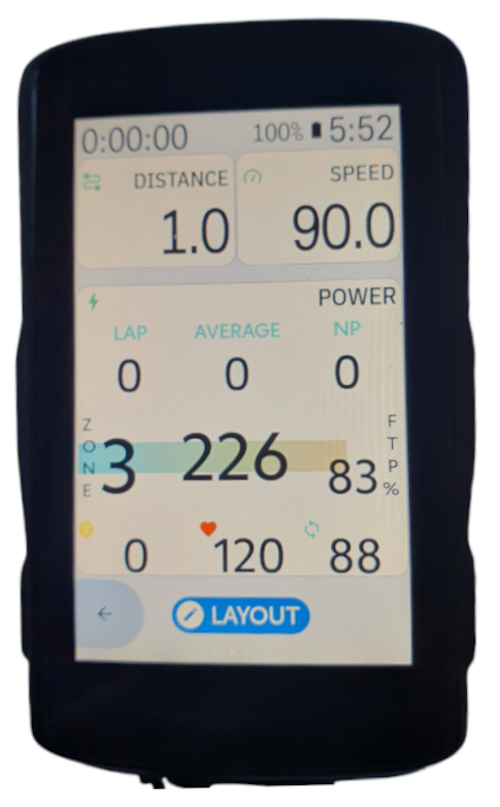 0:00:00 100% 5:52
DISTANCE SPEED
1.0 90.0
POWER
LAP AVERAGE NP
0 0 0
ZONE 3 226 83 FTP%
0 120 88
LAYOUT